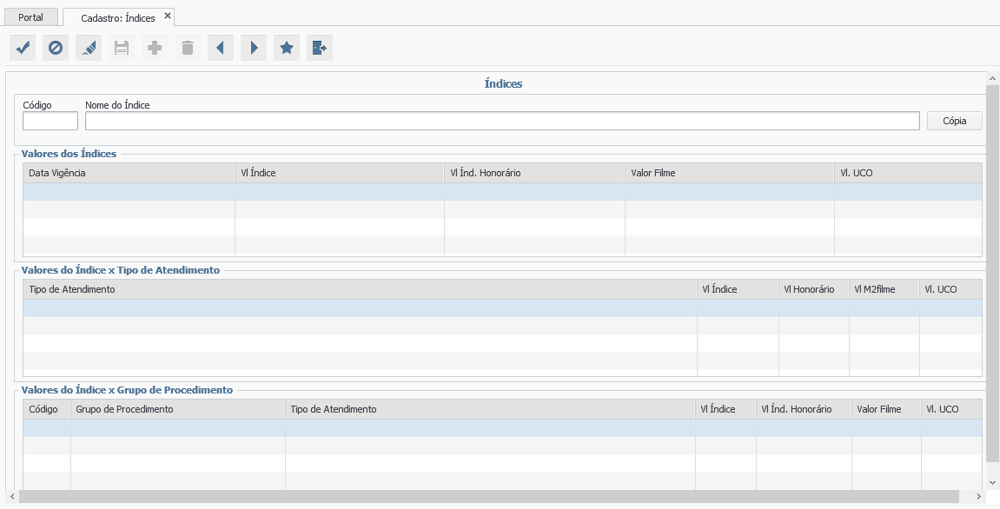 Portal Cadastro: Índices
Índices
Código Nome do Índice
Cópia
Valores dos Índices
Data Vigência Vl Índice Vl Índ. Honorário Valor Filme Vl. UCO
Valores do Índice x Tipo de Atendimento
Tipo de Atendimento Vl Índice Vl Honorário Vl M2filme Vl. UCO
Valores do Índice x Grupo de Procedimento
Código Grupo de Procedimento Tipo de Atendimento Vl Índice Vl Índ. Honorário Valor Filme Vl. UCO